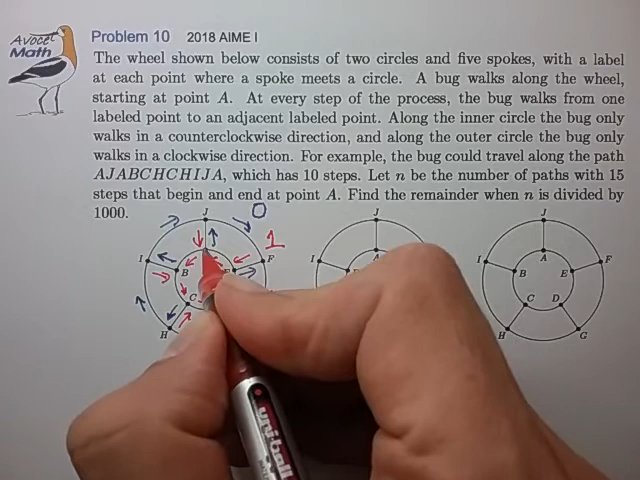 Avocet
Math
Problem 10 2018 AIME I
The wheel shown below consists of two circles and five spokes, with a label
at each point where a spoke meets a circle. A bug walks along the wheel,
starting at point A. At every step of the process, the bug walks from one
labeled point to an adjacent labeled point. Along the inner circle the bug only
walks in a counterclockwise direction, and along the outer circle the bug only
walks in a clockwise direction. For example, the bug could travel along the path
AJABCHCHIJA, which has 10 steps. Let n be the number of paths with 15
steps that begin and end at point A. Find the remainder when n is divided by
1000.
J 0 J J
1
I F I A I A F
B B E
C C D
H H G
uniball